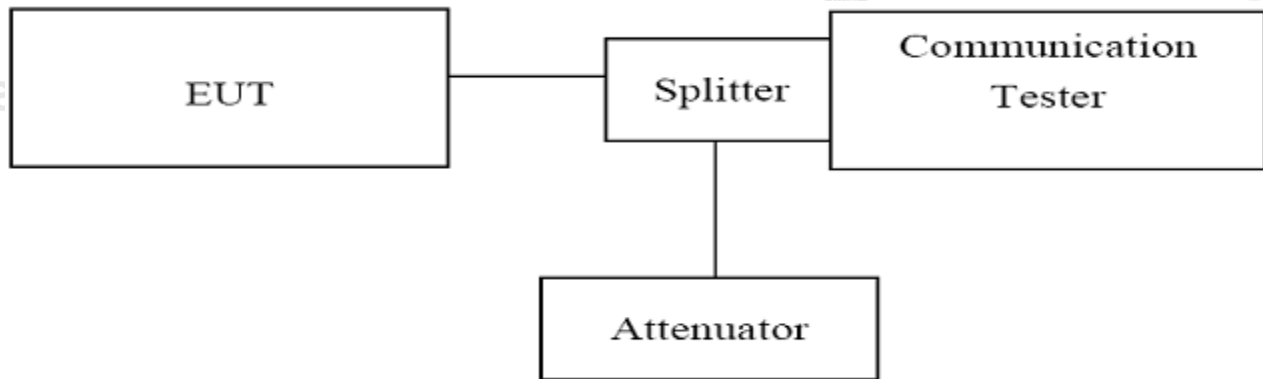 EUT
Splitter
Communication
Tester
Attenuator